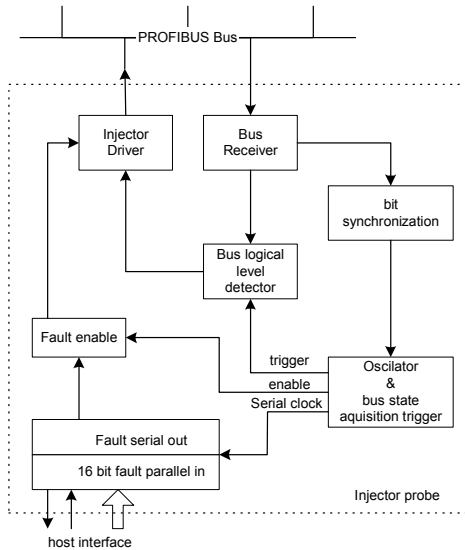 PROFIBUS Bus
Injector
Driver
Bus
Receiver
bit
synchronization
Bus logical
level
detector
Fault enable
trigger
enable
Serial clock
Oscilator
&
bus state
aquisition trigger
Fault serial out
16 bit fault parallel in
Injector probe
host interface